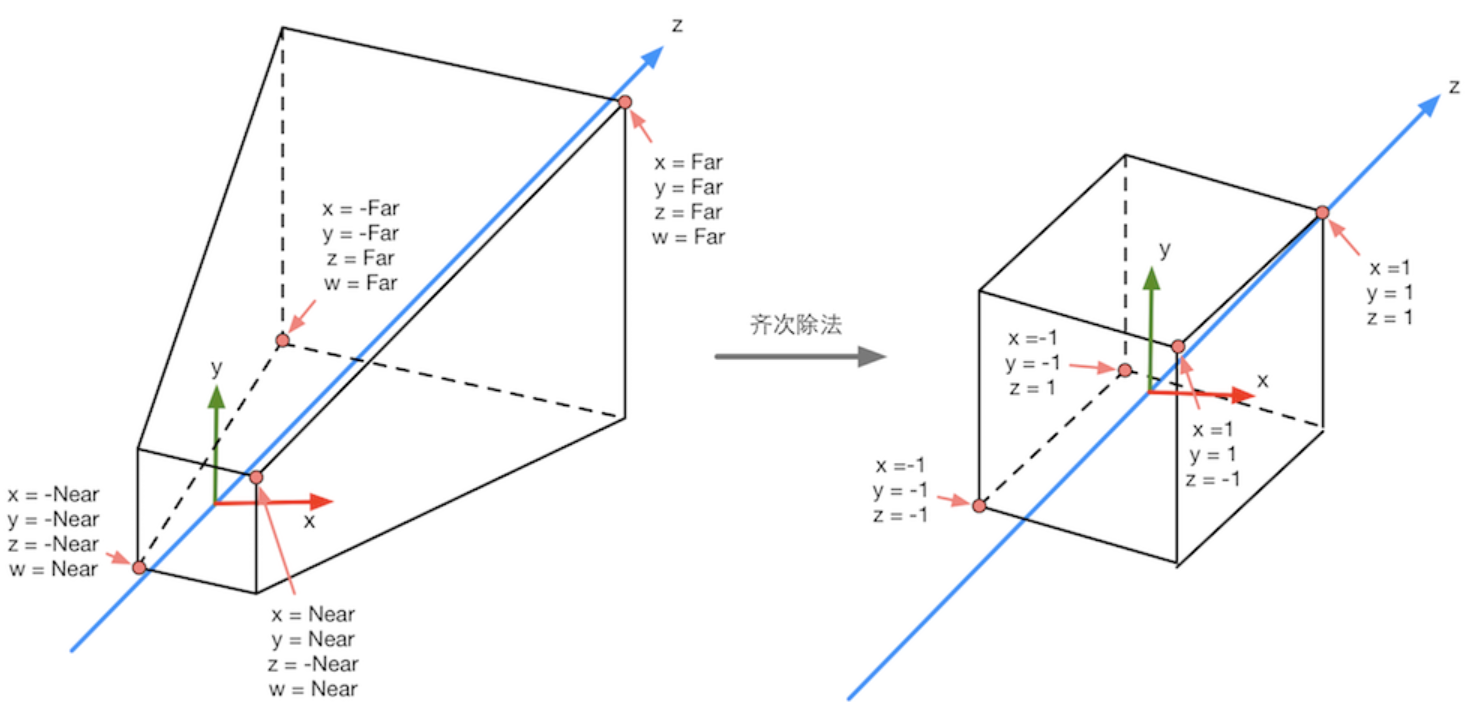 z
x = Far
y = Far
z = Far
w = Far
x = -Far
y = -Far
z = Far
w = Far
y
x
x = -Near
y = -Near
z = -Near
w = Near
x = Near
y = Near
z = -Near
w = Near
齐次除法
z
x =1
y = 1
z = 1
y
x
x =-1
y = -1
z = 1
x =1
y = 1
z = -1
x =-1
y = -1
z = -1